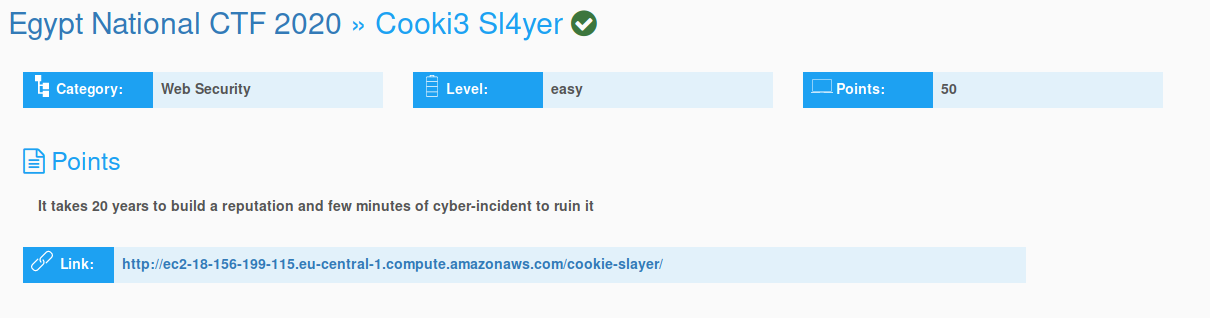 Egypt National CTF 2020 » Cooki3 Sl4yer
Category: Web Security Level: easy Points: 50
Points
It takes 20 years to build a reputation and few minutes of cyber-incident to ruin it
Link: http://ec2-18-156-199-115.eu-central-1.compute.amazonaws.com/cookie-slayer/